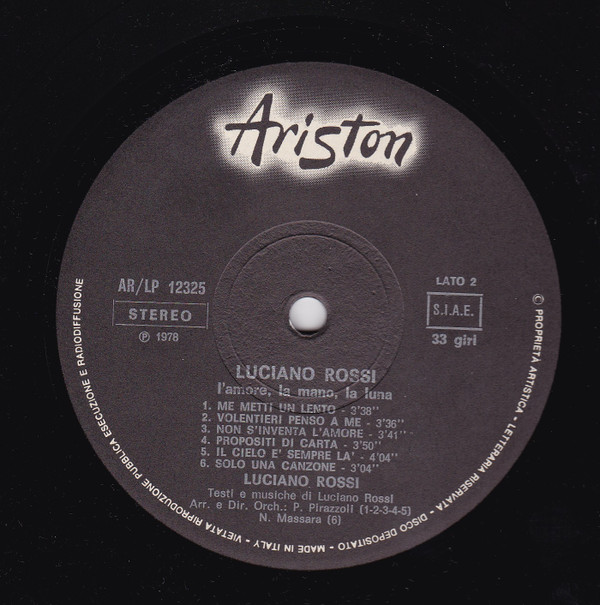 Ariston
AR/LP 12325
STEREO
Ⓟ 1978
LATO 2
S.I.A.E.
33 giri
LUCIANO ROSSI
l'amore, la mano, la luna
1. ME METTI UN LENTO - 3'38''
2. VOLENTIERI PENSO A ME - 3'36''
3. NON S'INVENTA L'AMORE - 3'41''
4. PROPOSITI DI CARTA - 3'50''
5. IL CIELO E' SEMPRE LA' - 4'04''
6. SOLO UNA CANZONE - 3'04''
LUCIANO ROSSI
Testi e musiche di Luciano Rossi
Arr. e Dir. Orch.: P. Pirazzoli (1-2-3-4-5)
N. Massara (6)
© PROPRIETÀ ARTISTICA - LETTERARIA RISERVATA - DISCO DEPOSITATO - MADE IN ITALY - VIETATA RIPRODUZIONE PUBBLICA ESECUZIONE E RADIODIFFUSIONE